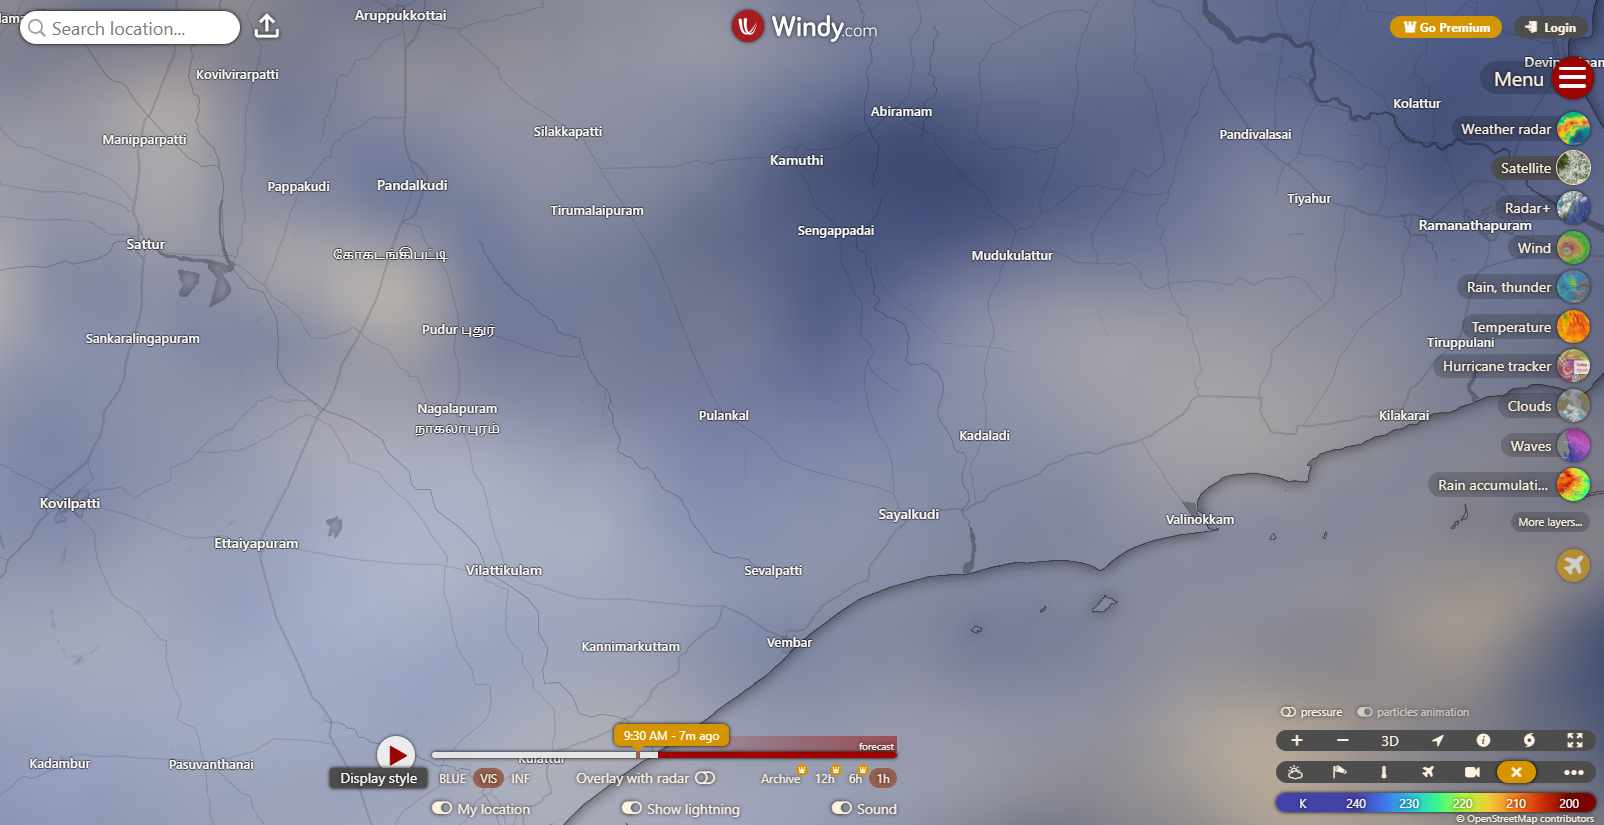 Aruppukkottai
Search location...
Windy.com
Go Premium
Login
Kovilvirarpatti
Menu
Kolattur
Abiramam
Weather radar
Silakkapatti
Pandivalasai
Manipparpatti
Kamuthi
Satellite
Pappakudi
Pandalkudi
Tiyahur
Radar+
Tirumalaipuram
Ramanathapuram
Sengappadai
Sattur
Wind
கோகடங்கிபட்டி
Mudukulattur
Rain, thunder
Pudur புதுர்
Temperature
Sankaralingapuram
Tiruppulani
Hurricane tracker
Nagalapuram
நாகலாபுரம்
Clouds
Pulankal
Kilakarai
Kadaladi
Waves
Rain accumulati...
Kovilpatti
Sayalkudi
Valinokkam
More layers...
Ettaiyapuram
Vilattikulam
Sevalpatti
Kannimarkuttam
Vembar
pressure
particles animation
9:30 AM - 7m ago
forecast
3D
Kadambur
Pasuvanthanai
Kulattur
Display style
BLUE VIS INF
Overlay with radar
Archive 12h 6h 1h
My location
Show lightning
Sound
K 240 230 220 210 200
© OpenStreetMap contributors